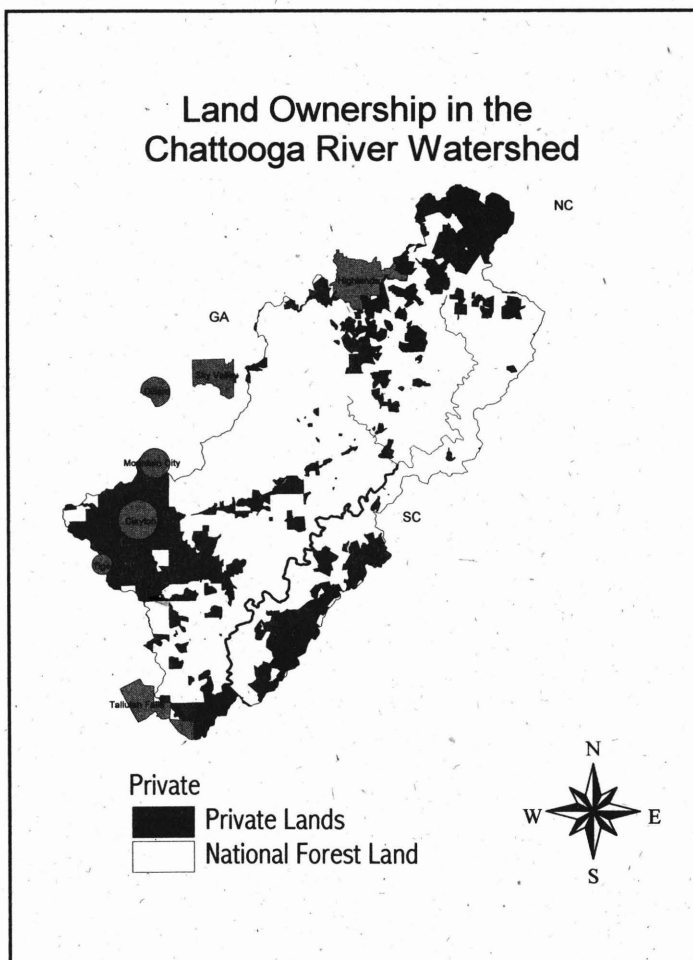 Land Ownership in the
Chattooga River Watershed
NC
Highlands
GA
Sky Valley
Dillard
Mountain City
Clayton
SC
Tallulah Falls
Private
Private Lands
National Forest Land
N
W
E
S